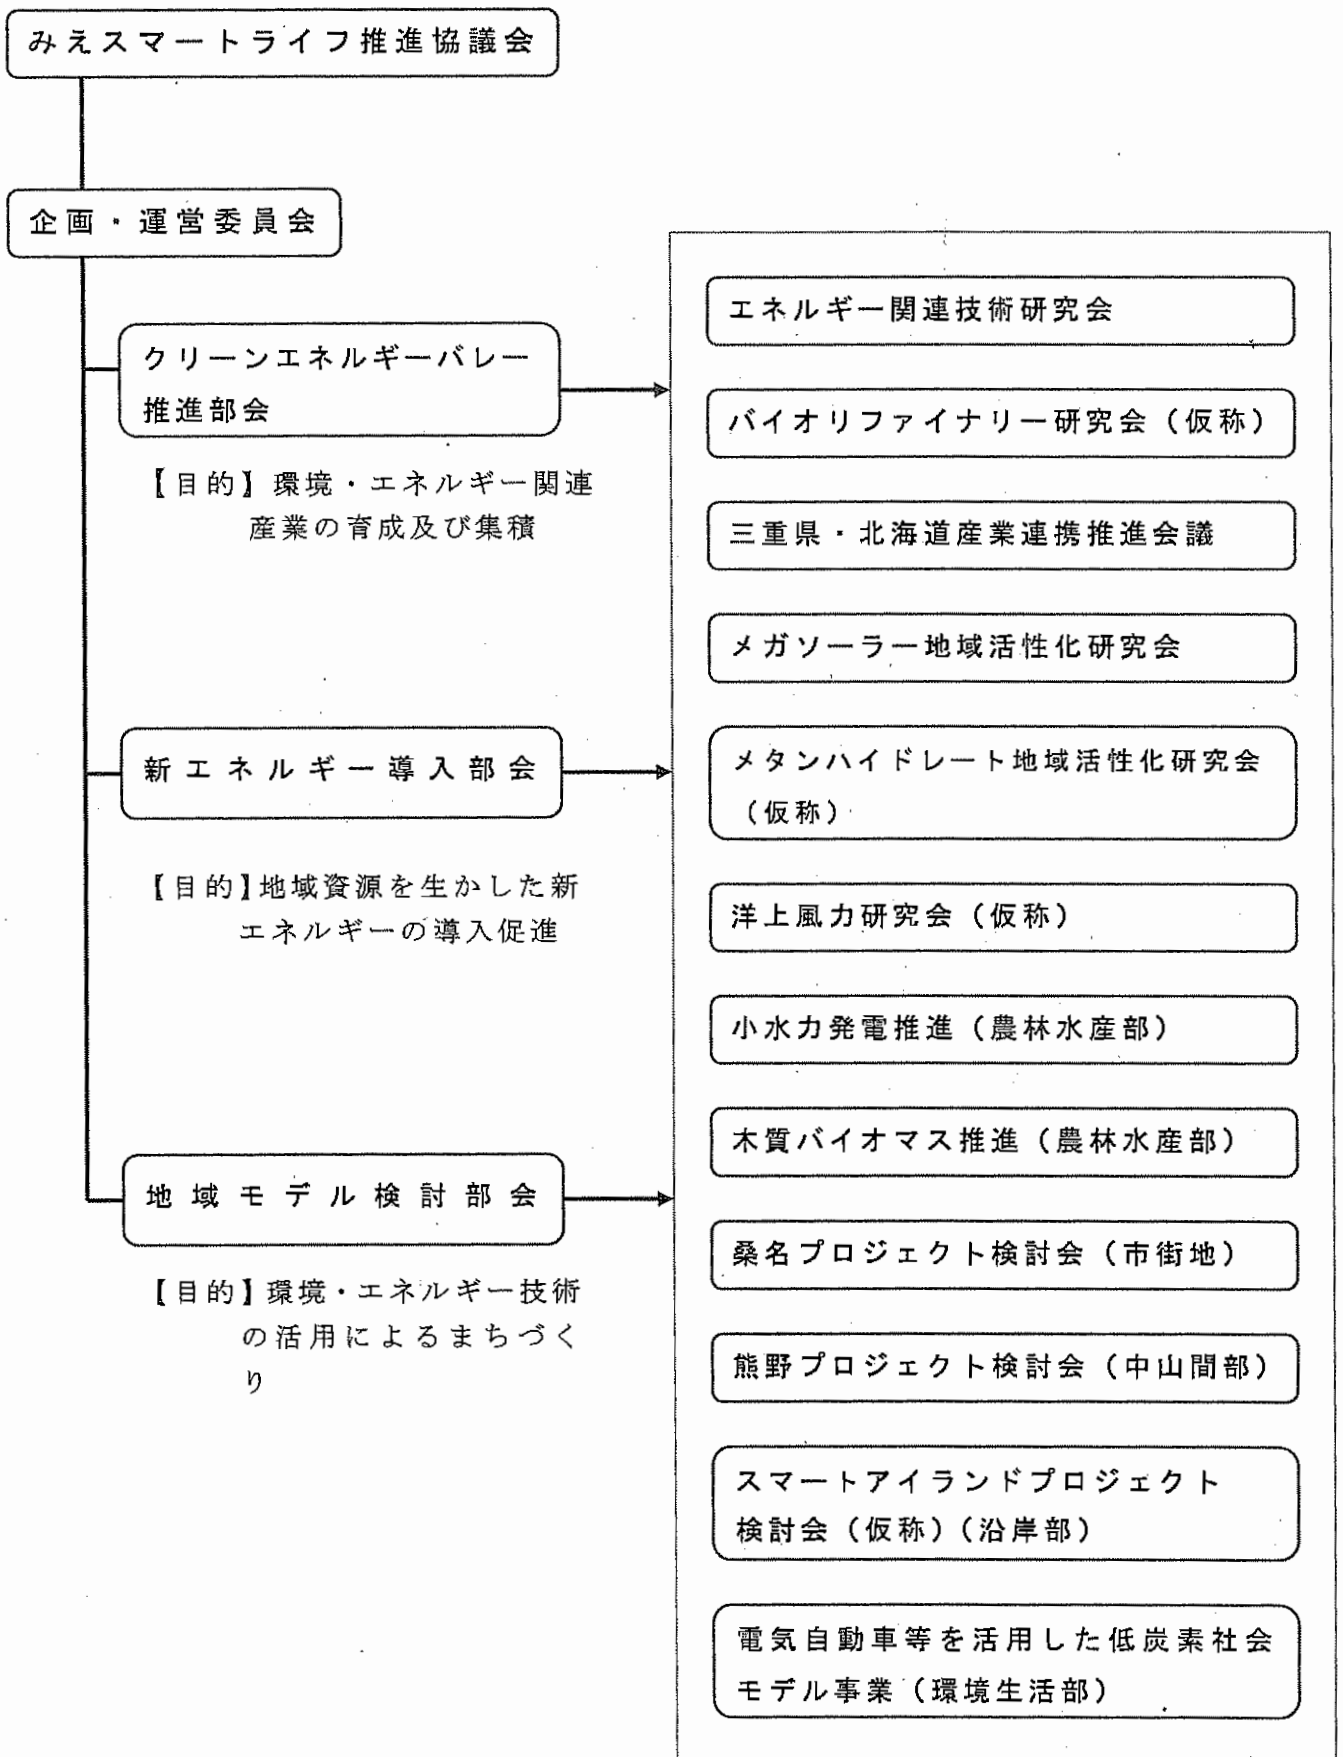 みえスマートライフ推進協議会
企画・運営委員会
クリーンエネルギーバレー
推進部会
【目的】環境・エネルギー関連
産業の育成及び集積
新エネルギー導入部会
【目的】地域資源を生かした新
エネルギーの導入促進
地域モデル検討部会
【目的】環境・エネルギー技術
の活用によるまちづく
り
エネルギー関連技術研究会
バイオリファイナリー研究会（仮称）
三重県・北海道産業連携推進会議
メガソーラー地域活性化研究会
メタンハイドレート地域活性化研究会
（仮称）
洋上風力研究会（仮称）
小水力発電推進（農林水産部）
木質バイオマス推進（農林水産部）
桑名プロジェクト検討会（市街地）
熊野プロジェクト検討会（中山間部）
スマートアイランドプロジェクト
検討会（仮称）（沿岸部）
電気自動車等を活用した低炭素社会
モデル事業（環境生活部）